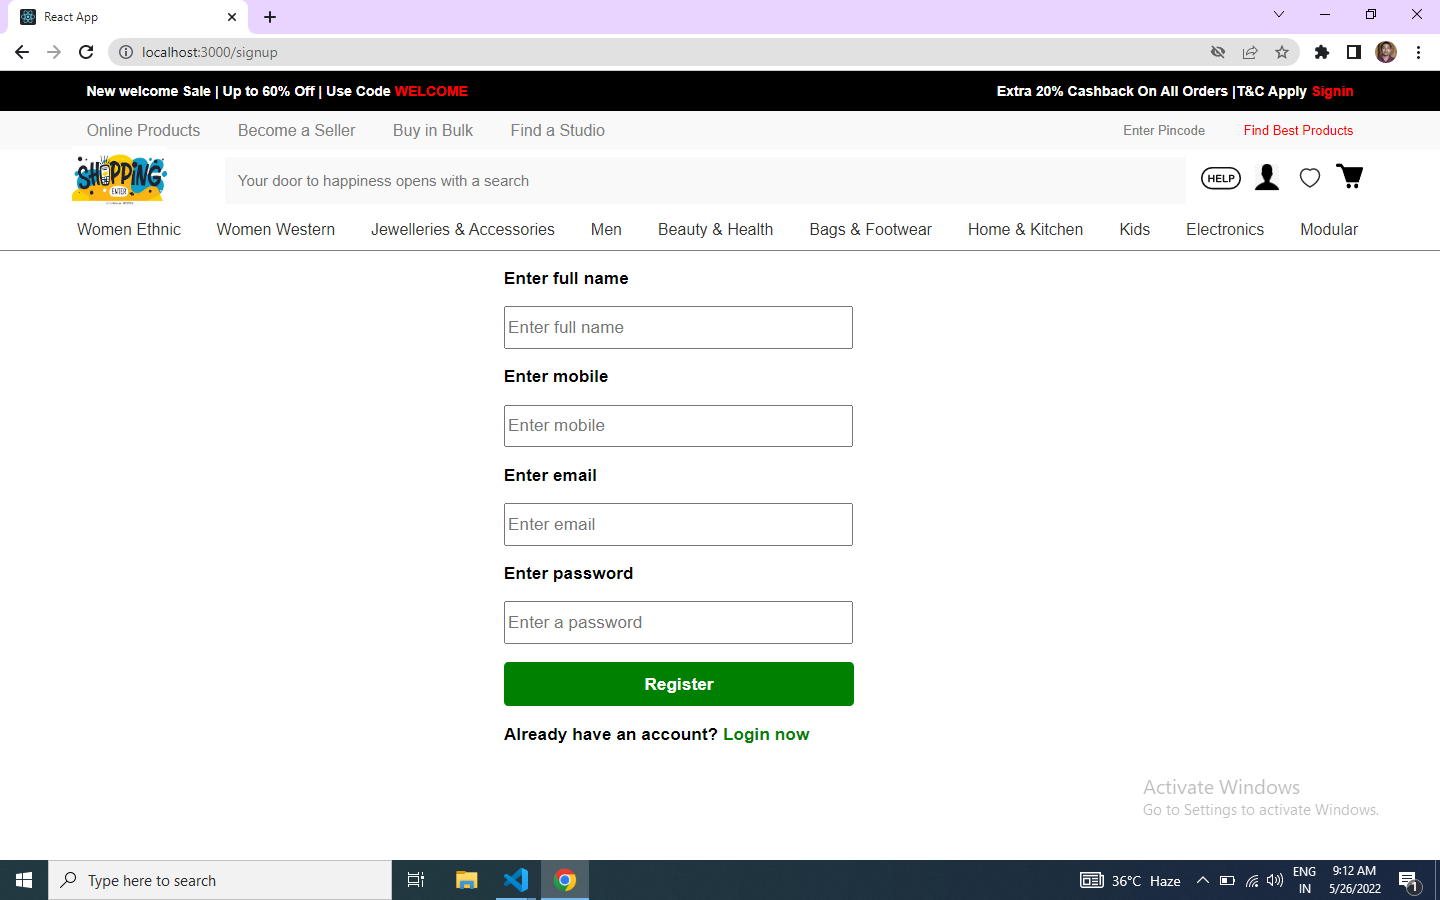 React App
localhost:3000/signup
New welcome Sale | Up to 60% Off | Use Code WELCOME
Extra 20% Cashback On All Orders |T&C Apply Signin
Online Products Become a Seller Buy in Bulk Find a Studio
Enter Pincode Find Best Products
SHOPPING
ENTER
Your door to happiness opens with a search
HELP
Women Ethnic Women Western Jewelleries & Accessories Men Beauty & Health Bags & Footwear Home & Kitchen Kids Electronics Modular
Enter full name
Enter full name
Enter mobile
Enter mobile
Enter email
Enter email
Enter password
Enter a password
Register
Already have an account? Login now
Activate Windows
Go to Settings to activate Windows.
Type here to search
36°C Haze
ENG
IN
9:12 AM
5/26/2022
1